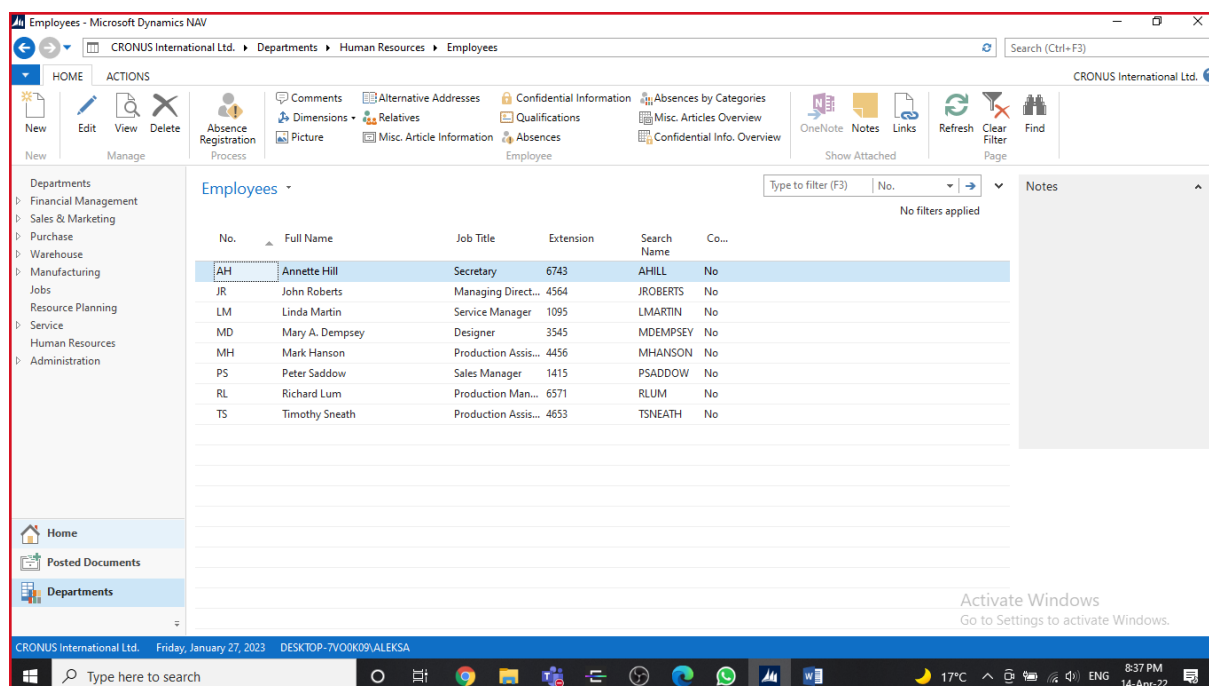 Employees - Microsoft Dynamics NAV
CRONUS International Ltd. Departments Human Resources Employees
Search (Ctrl+F3)
HOME ACTIONS
CRONUS International Ltd.
New Edit View Delete
Absence Registration
Comments Alternative Addresses Confidential Information Absences by Categories
Dimensions Relatives Qualifications Misc. Articles Overview
Picture Misc. Article Information Absences Confidential Info. Overview
OneNote Notes Links Refresh Clear Filter Find
New Manage Process Employee Show Attached Page
Departments
Financial Management
Sales & Marketing
Purchase
Warehouse
Manufacturing
Jobs
Resource Planning
Service
Human Resources
Administration
Home
Posted Documents
Departments
Employees
Type to filter (F3) No.
No filters applied
No. Full Name Job Title Extension Search Name Co...
AH Annette Hill Secretary 6743 AHILL No
JR John Roberts Managing Direct... 4564 JROBERTS No
LM Linda Martin Service Manager 1095 LMARTIN No
MD Mary A. Dempsey Designer 3545 MDEMPSEY No
MH Mark Hanson Production Assis... 4456 MHANSON No
PS Peter Saddow Sales Manager 1415 PSADDOW No
RL Richard Lum Production Man... 6571 RLUM No
TS Timothy Sneath Production Assis... 4653 TSNEATH No
Notes
Activate Windows
Go to Settings to activate Windows.
CRONUS International Ltd. Friday, January 27, 2023 DESKTOP-7VO0K09\ALEKSA
Type here to search
17°C ENG 8:37 PM
14-Apr-22